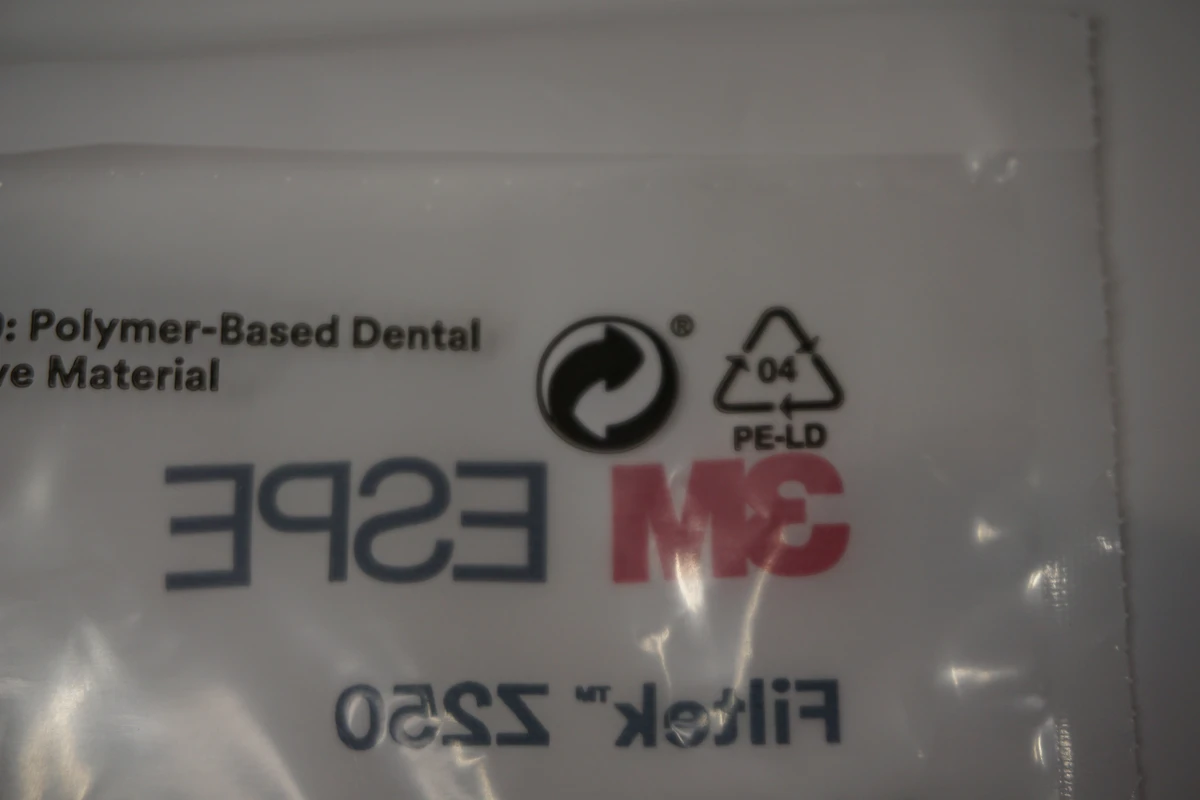 : Polymer-Based Dental
ve Material
®
04
PE-LD
3M ESPE
Filtek™ Z250